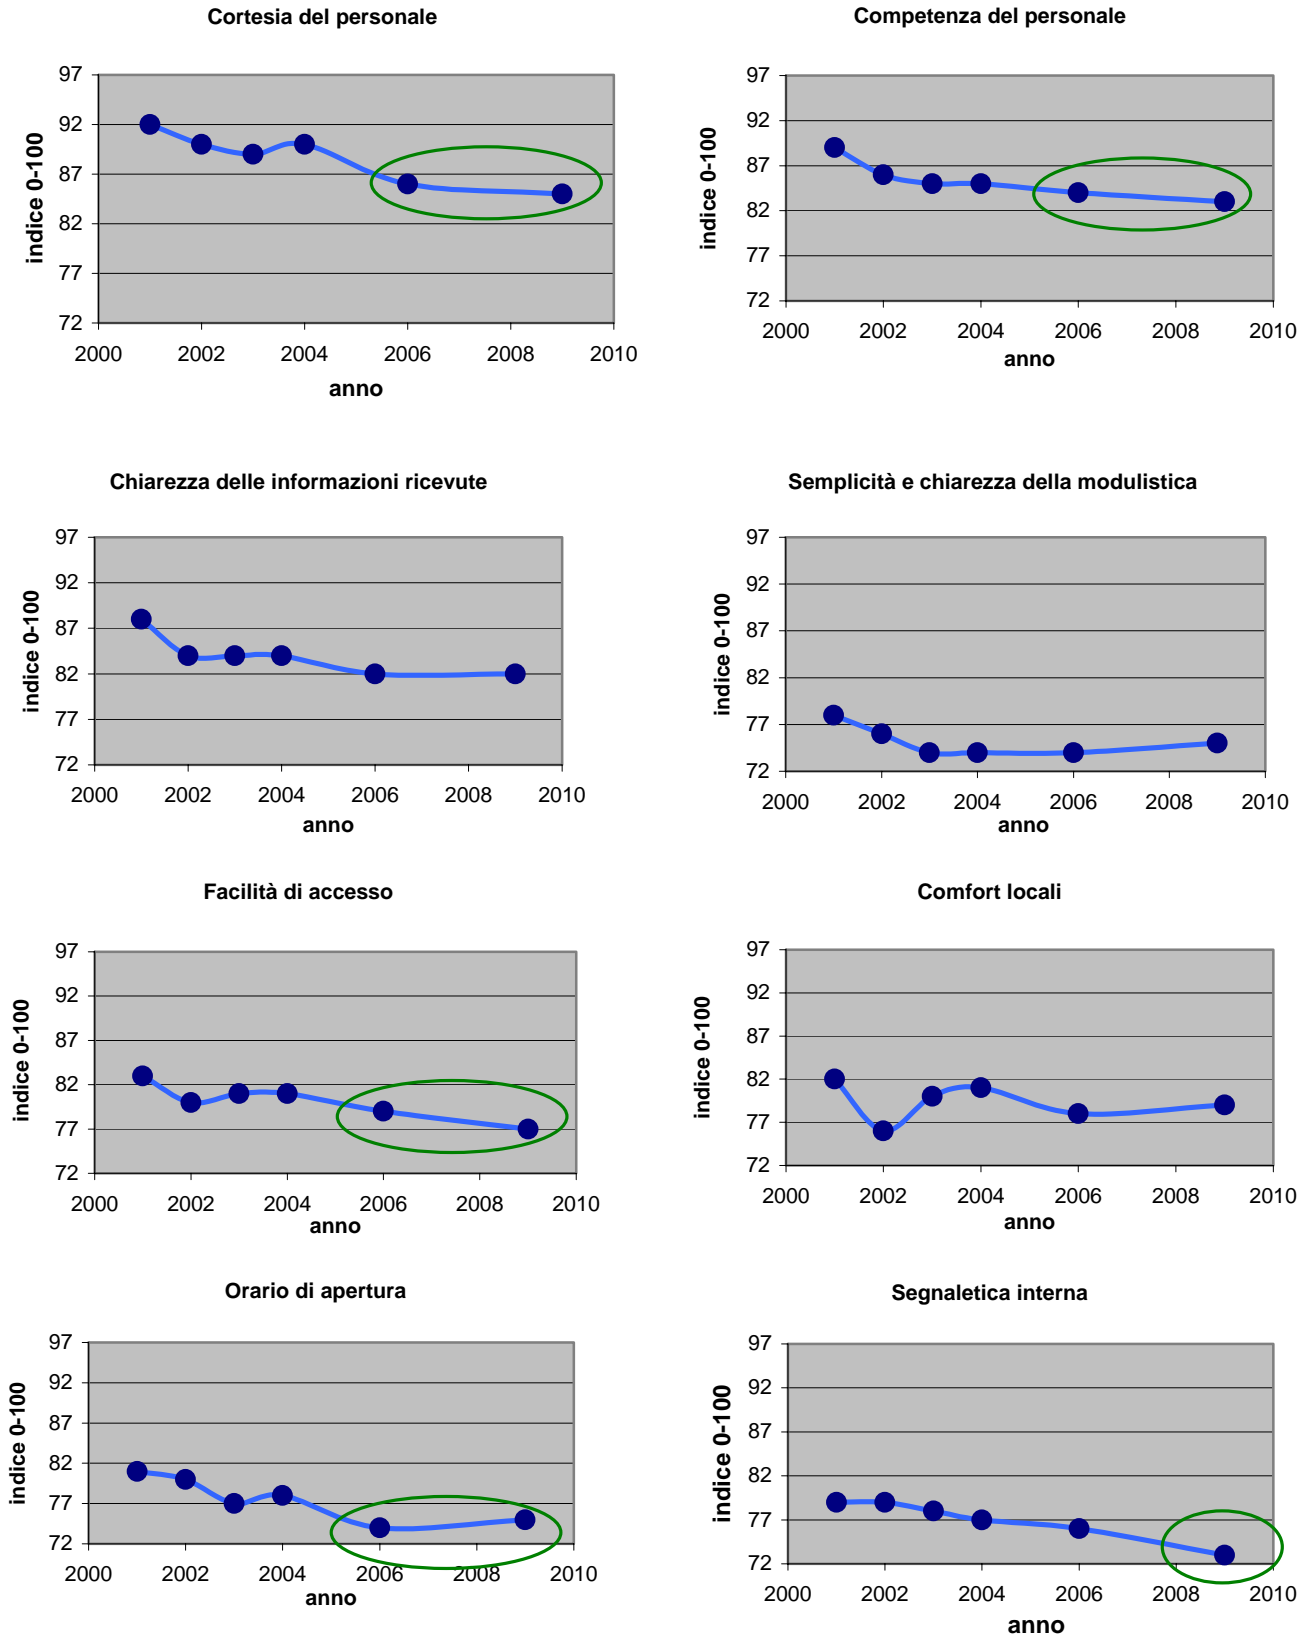 Cortesia del personale
97
92
87
82
77
72
2000 2002 2004 2006 2008 2010
indice 0-100
anno
Competenza del personale
97
92
87
82
77
72
2000 2002 2004 2006 2008 2010
indice 0-100
anno
Chiarezza delle informazioni ricevute
97
92
87
82
77
72
2000 2002 2004 2006 2008 2010
indice 0-100
anno
Semplicità e chiarezza della modulistica
97
92
87
82
77
72
2000 2002 2004 2006 2008 2010
indice 0-100
anno
Facilità di accesso
97
92
87
82
77
72
2000 2002 2004 2006 2008 2010
indice 0-100
anno
Comfort locali
97
92
87
82
77
72
2000 2002 2004 2006 2008 2010
indice 0-100
anno
Orario di apertura
97
92
87
82
77
72
2000 2002 2004 2006 2008 2010
indice 0-100
anno
Segnaletica interna
97
92
87
82
77
72
2000 2002 2004 2006 2008 2010
indice 0-100
anno